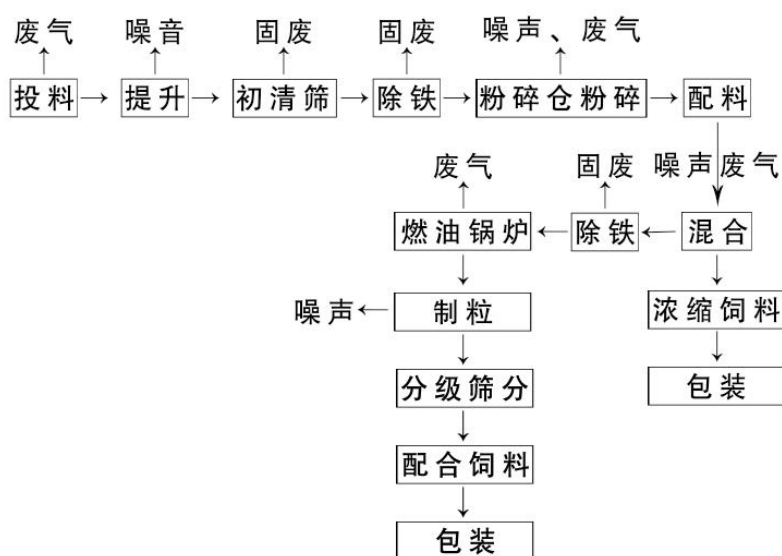 废气 噪音 固废 固废 噪声、废气
投料 提升 初清筛 除铁 粉碎仓粉碎 配料
废气 固废 噪声废气
燃油锅炉 除铁 混合
噪声 制粒 浓缩饲料
分级筛分 包装
配合饲料
包装